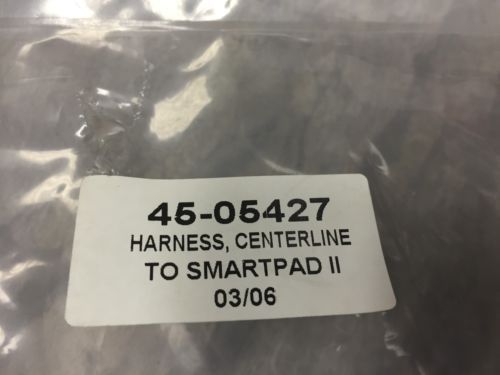 45-05427
HARNESS, CENTERLINE
TO SMARTPAD II
03/06